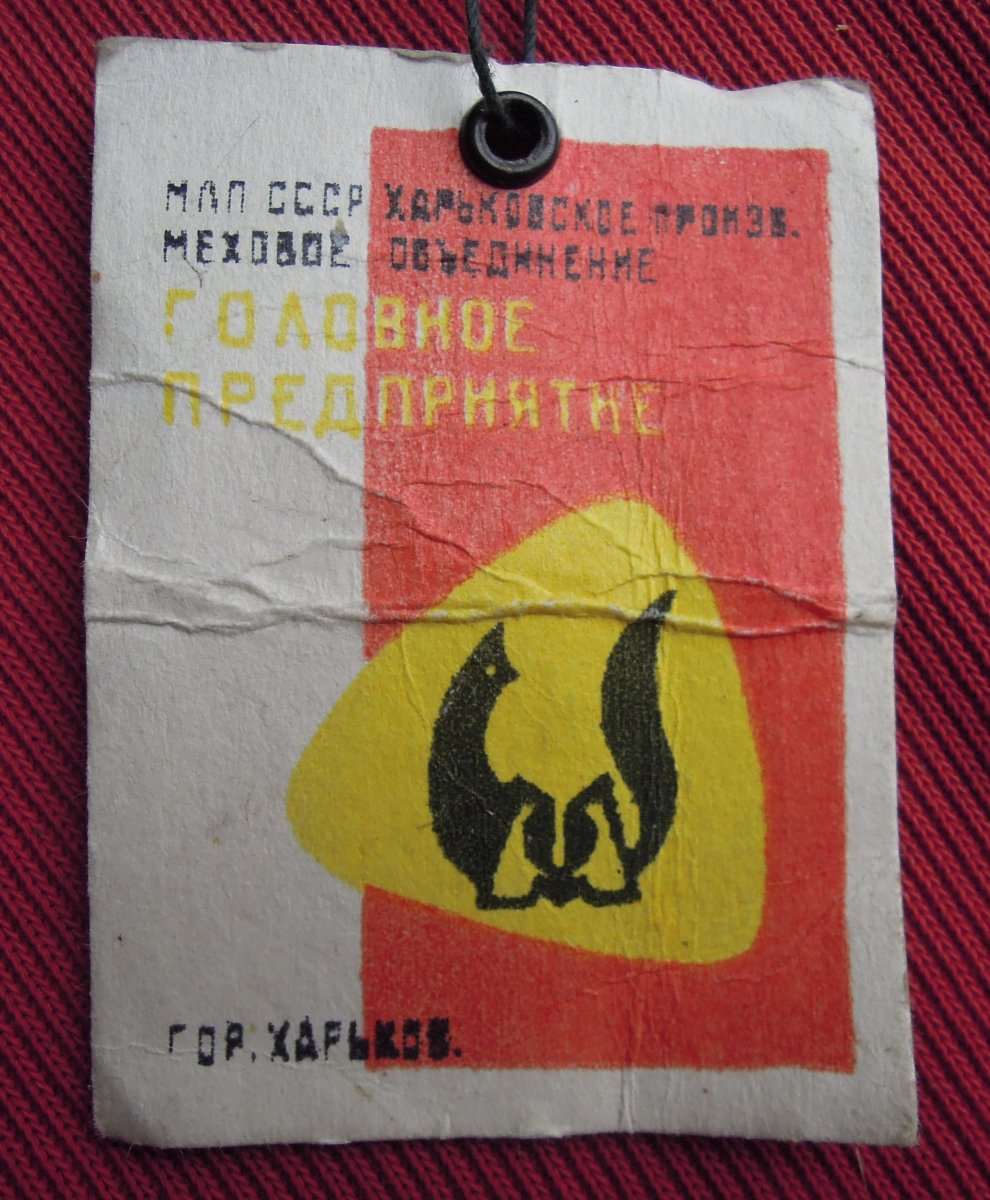 МЛП СССР ХАРЬКОВСКОЕ ПРОИЗВ.
МЕХОВОЕ ОБЪЕДИНЕНИЕ
ГОЛОВНОЕ
ПРЕДПРИЯТИЕ
ГОР. ХАРЬКОВ.